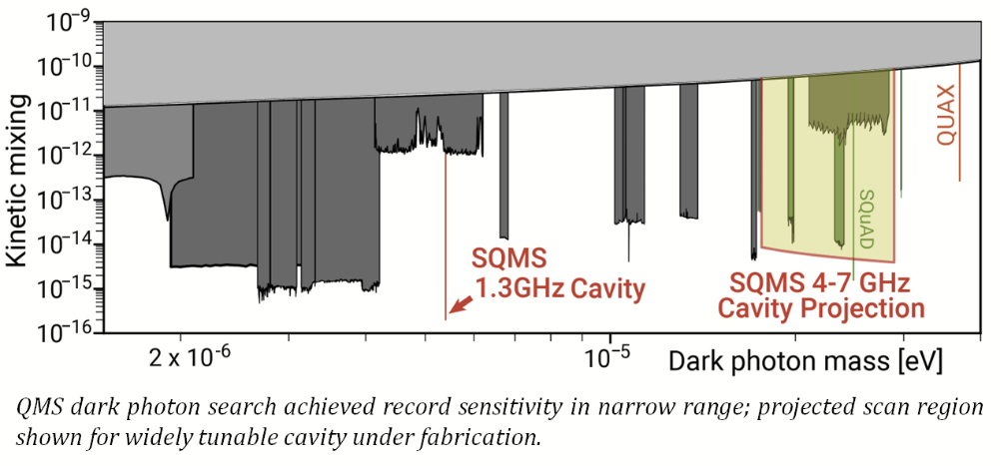 10⁻⁹
10⁻¹⁰
10⁻¹¹
10⁻¹²
10⁻¹³
10⁻¹⁴
10⁻¹⁵
10⁻¹⁶
Kinetic mixing
QUAX
SQuAD
SQMS
1.3GHz Cavity
SQMS 4-7 GHz
Cavity Projection
2 x 10⁻⁶
10⁻⁵
Dark photon mass [eV]
QMS dark photon search achieved record sensitivity in narrow range; projected scan region
shown for widely tunable cavity under fabrication.